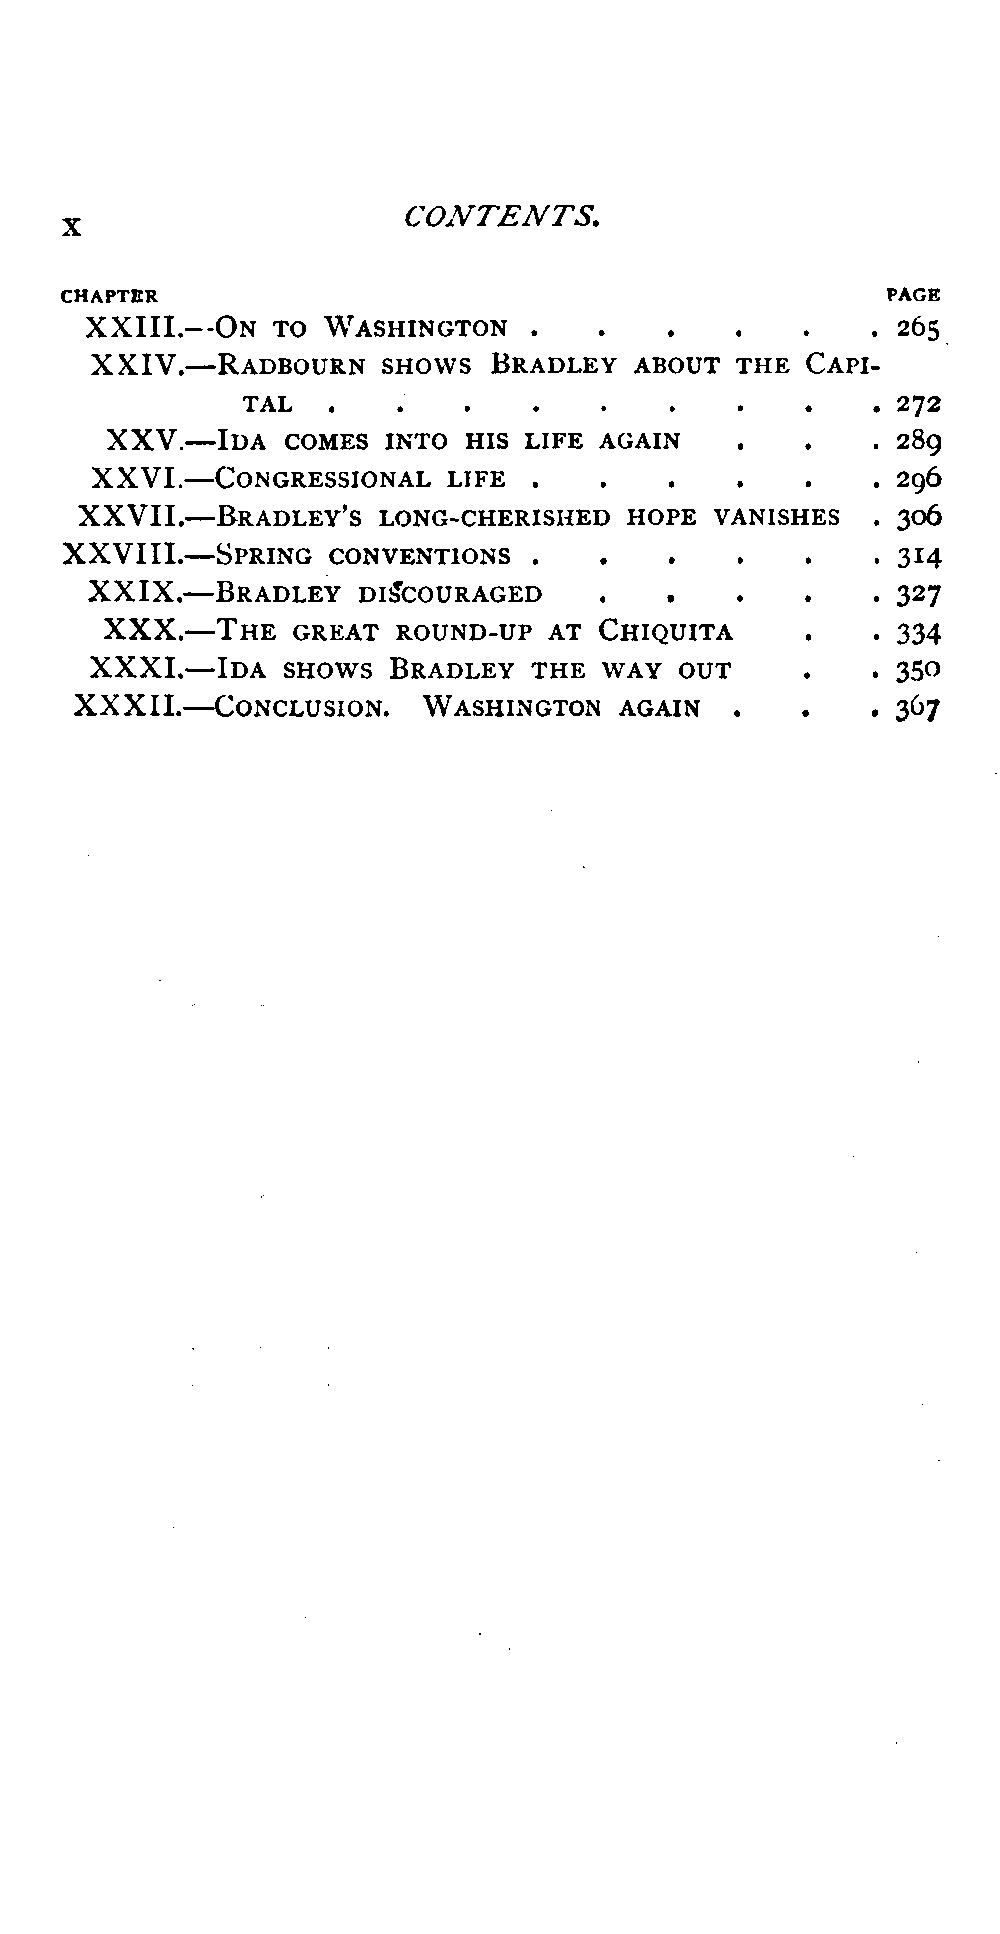 x CONTENTS.
CHAPTER PAGE
XXIII.--On to Washington . . . . . . 265
XXIV.—Radbourn shows Bradley about the Capi-
tal . . . . . . . . . 272
XXV.—Ida comes into his life again . . . 289
XXVI.—Congressional life . . . . . . 296
XXVII.—Bradley's long-cherished hope vanishes . 306
XXVIII.—Spring conventions . . . . . . 314
XXIX.—Bradley discouraged . . . . . 327
XXX.—The great round-up at Chiquita . . 334
XXXI.—Ida shows Bradley the way out . . 350
XXXII.—Conclusion. Washington again . . . 367